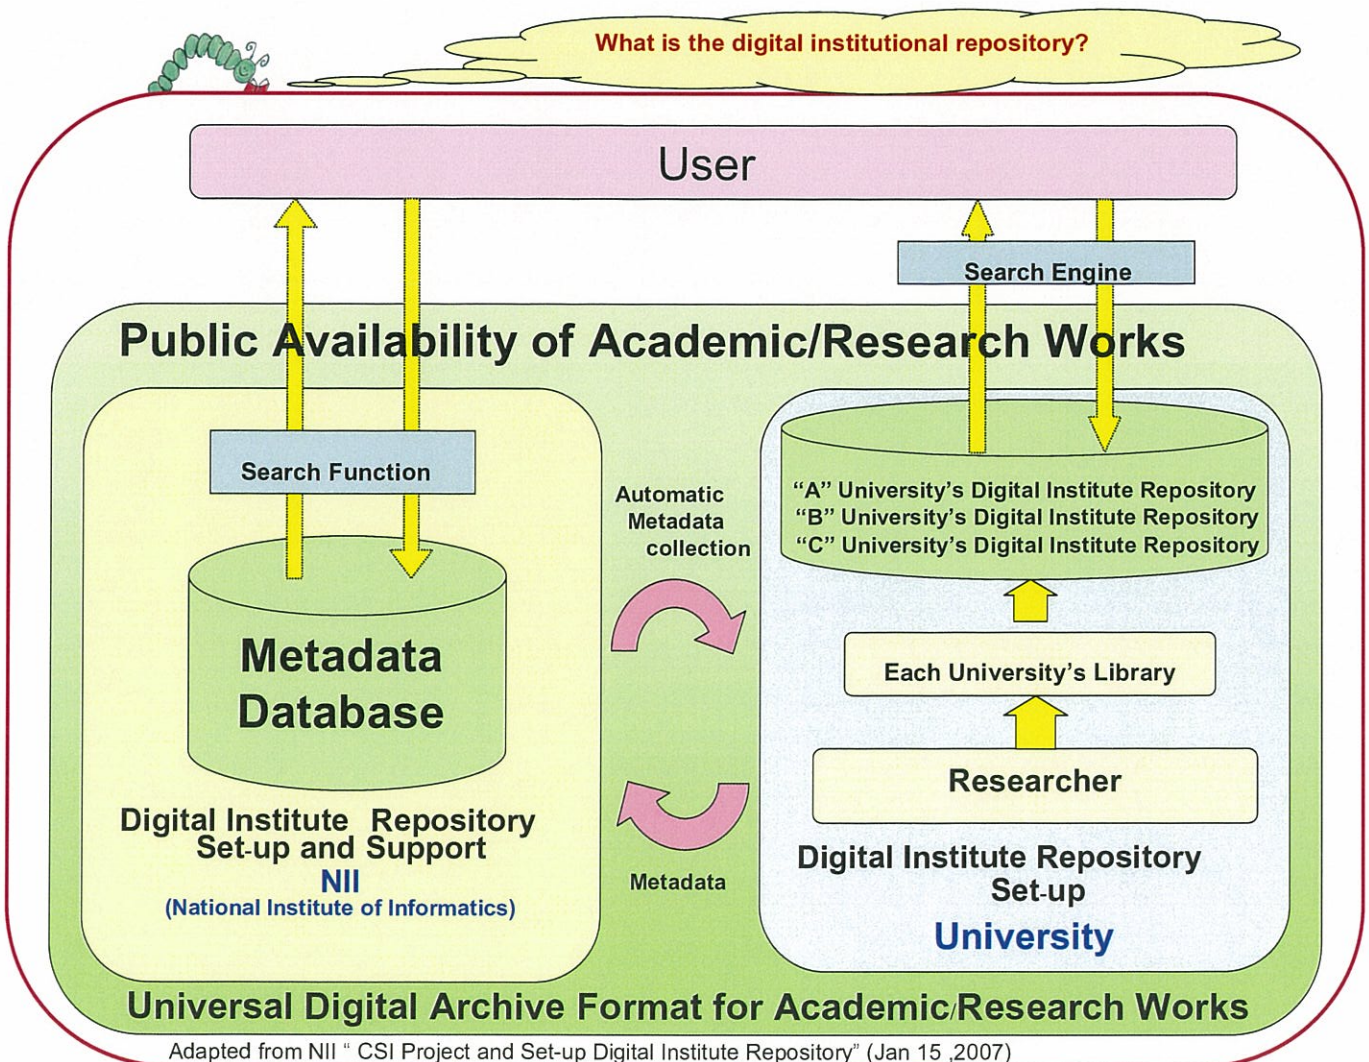 What is the digital institutional repository?
User
Search Engine
Public Availability of Academic/Research Works
Search Function
Metadata
Database
Digital Institute Repository
Set-up and Support
NII
(National Institute of Informatics)
Automatic
Metadata
collection
Metadata
“A” University’s Digital Institute Repository
“B” University’s Digital Institute Repository
“C” University’s Digital Institute Repository
Each University’s Library
Researcher
Digital Institute Repository
Set-up
University
Universal Digital Archive Format for Academic/Research Works
Adapted from NII “ CSI Project and Set-up Digital Institute Repository” (Jan 15 ,2007)